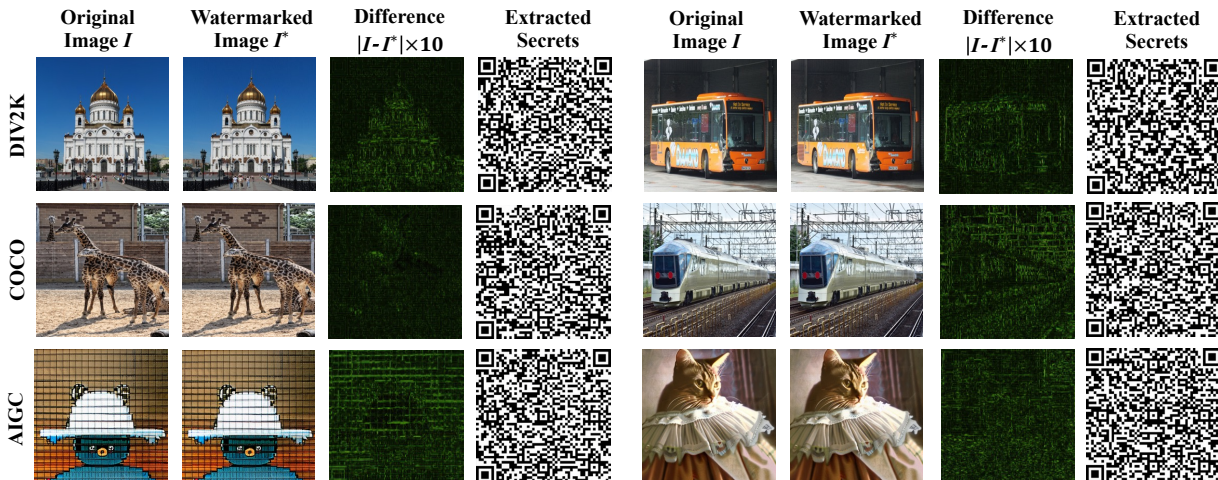 Original Image I
Watermarked Image I*
Difference |I-I*|×10
Extracted Secrets
Original Image I
Watermarked Image I*
Difference |I-I*|×10
Extracted Secrets
DIV2K
COCO
AIGC